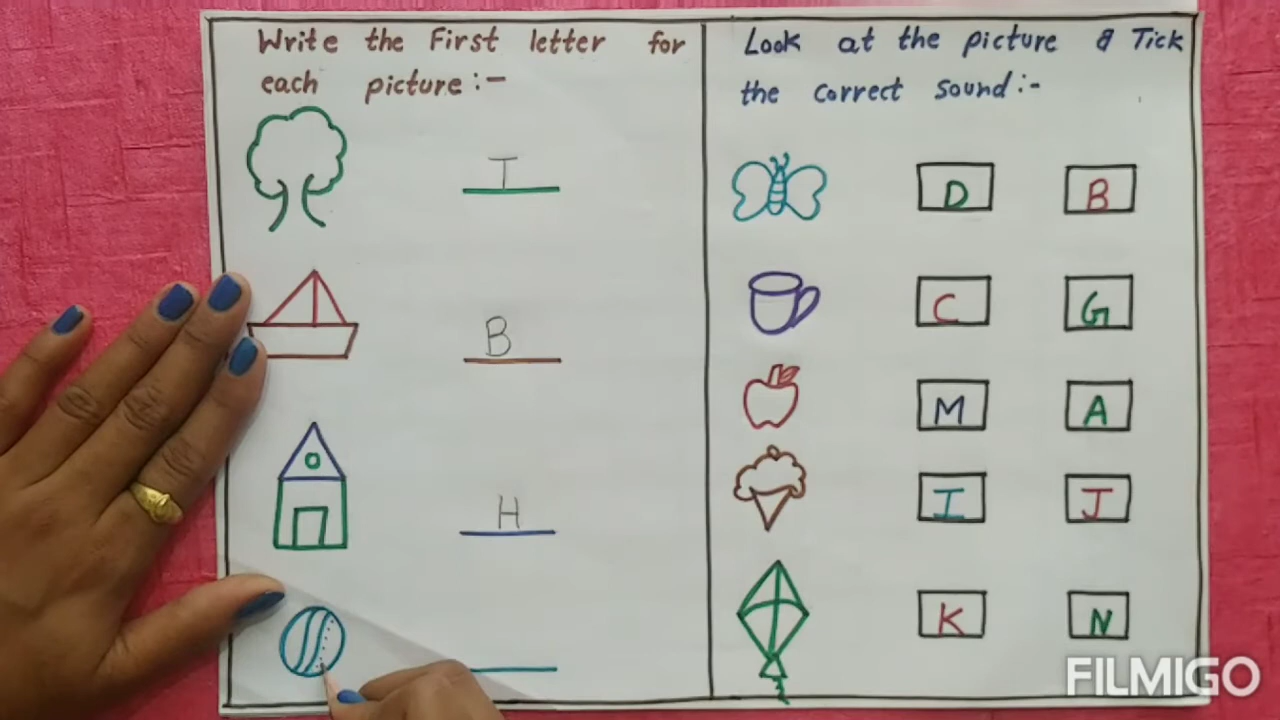 Write the First letter for
each picture:-
T
B
H
Look at the picture & Tick
the correct sound:-
D B
C G
M A
I J
K N
FILMIGO